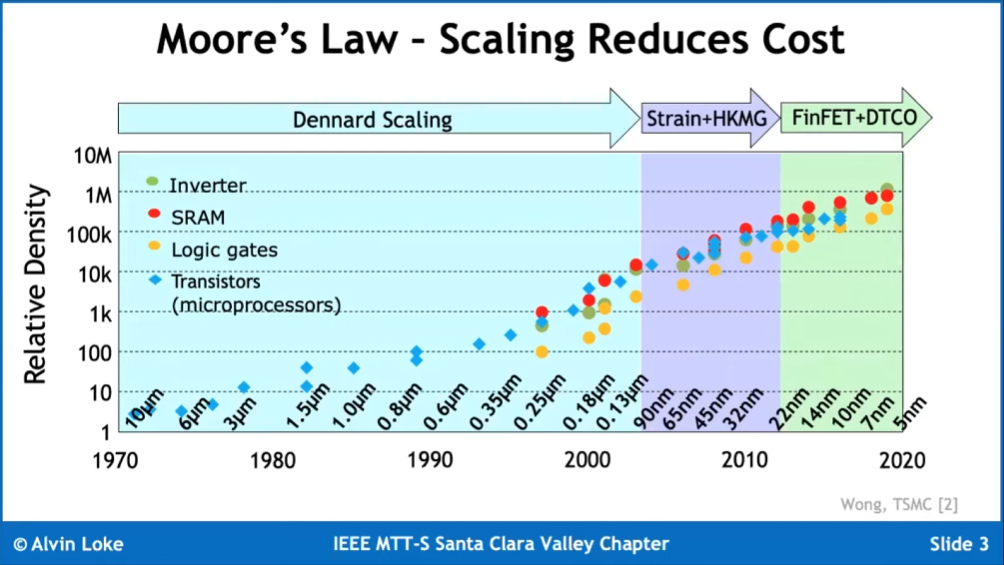 Moore's Law - Scaling Reduces Cost
Dennard Scaling
Strain+HKMG
FinFET+DTCO
Relative Density
10M
1M
100k
10k
1k
100
10
1
Inverter
SRAM
Logic gates
Transistors
(microprocessors)
10µm
6µm
3µm
1.5µm
1.0µm
0.8µm
0.6µm
0.35µm
0.25µm
0.18µm
0.13µm
90nm
65nm
45nm
32nm
22nm
14nm
10nm
7nm
5nm
1970
1980
1990
2000
2010
2020
Wong, TSMC [2]
© Alvin Loke
IEEE MTT-S Santa Clara Valley Chapter
Slide 3